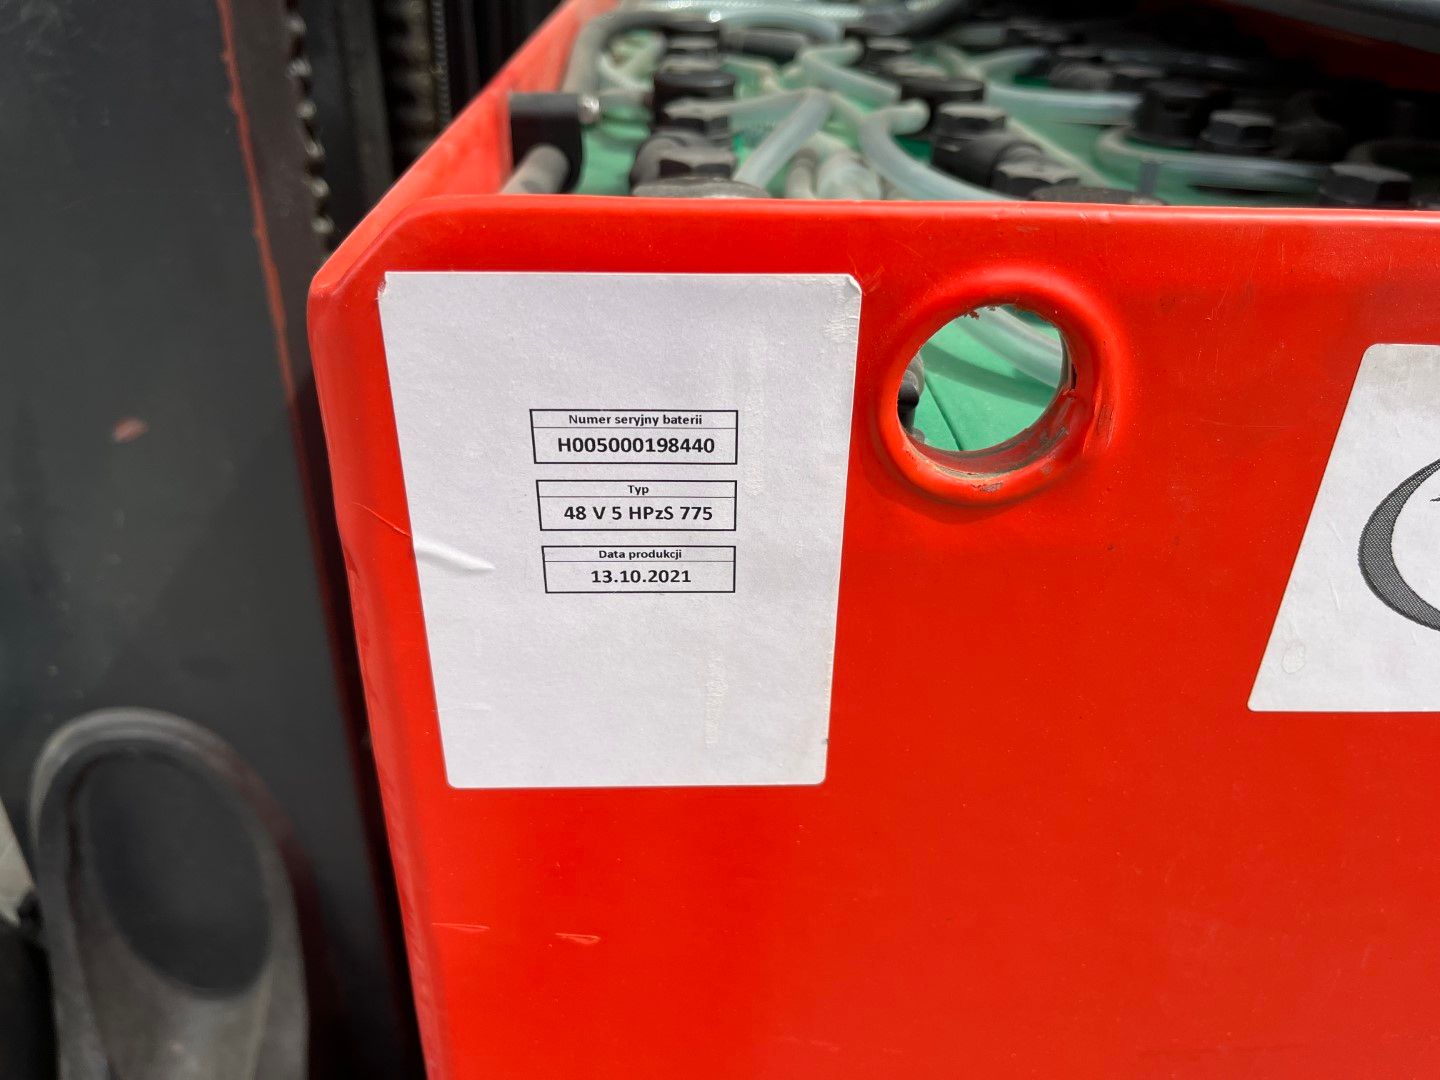 Numer seryjny baterii
H005000198440
Typ
48 V 5 HPzS 775
Data produkcji
13.10.2021